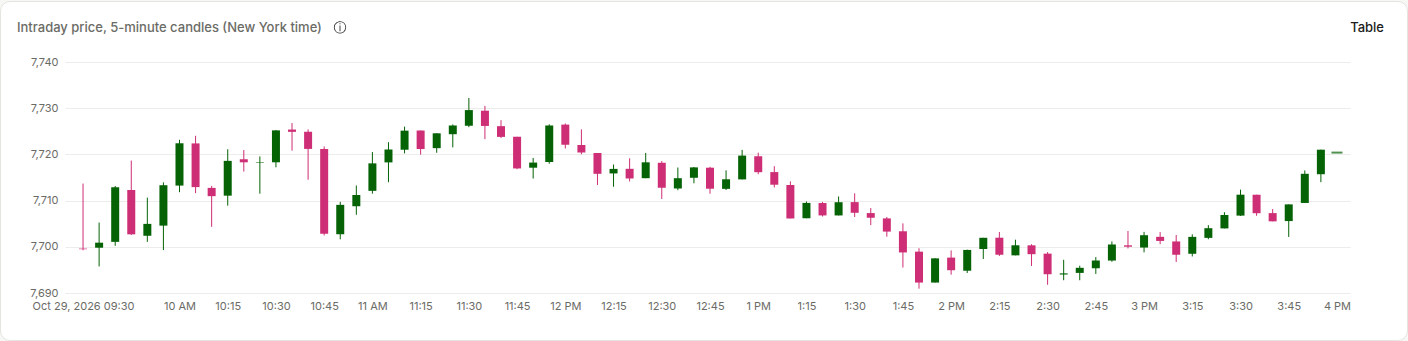 Intraday price, 5-minute candles (New York time) ⓘ
Table
7,740
7,730
7,720
7,710
7,700
7,690
Oct 29, 2026 09:30 10 AM 10:15 10:30 10:45 11 AM 11:15 11:30 11:45 12 PM 12:15 12:30 12:45 1 PM 1:15 1:30 1:45 2 PM 2:15 2:30 2:45 3 PM 3:15 3:30 3:45 4 PM